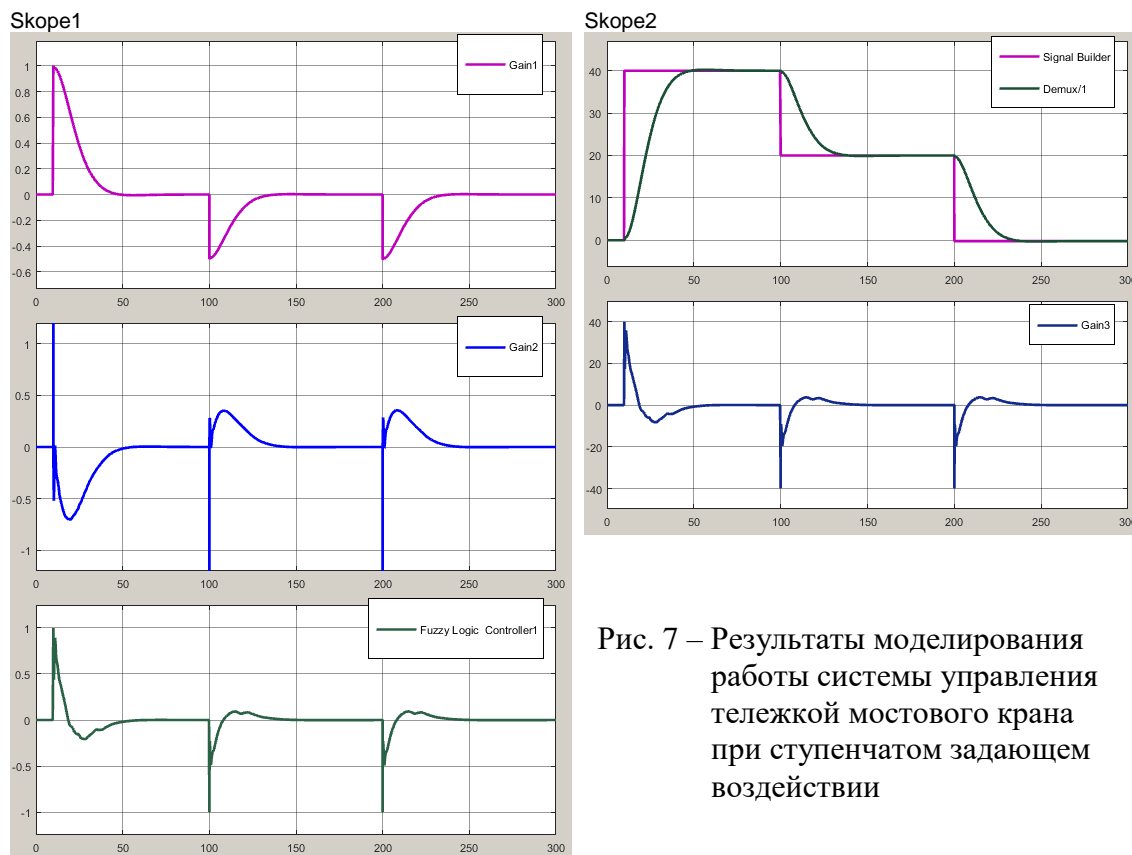 Skope1
Gain1
1
0.8
0.6
0.4
0.2
0
-0.2
-0.4
-0.6
0 50 100 150 200 250 300
Gain2
1
0.5
0
-0.5
-1
0 50 100 150 200 250 300
Fuzzy Logic Controller1
1
0.5
0
-0.5
-1
0 50 100 150 200 250 300
Skope2
Signal Builder
Demux/1
40
30
20
10
0
0 50 100 150 200 250 30
Gain3
40
20
0
-20
-40
0 50 100 150 200 250 30
Рис. 7 – Результаты моделирования
работы системы управления
тележкой мостового крана
при ступенчатом задающем
воздействии